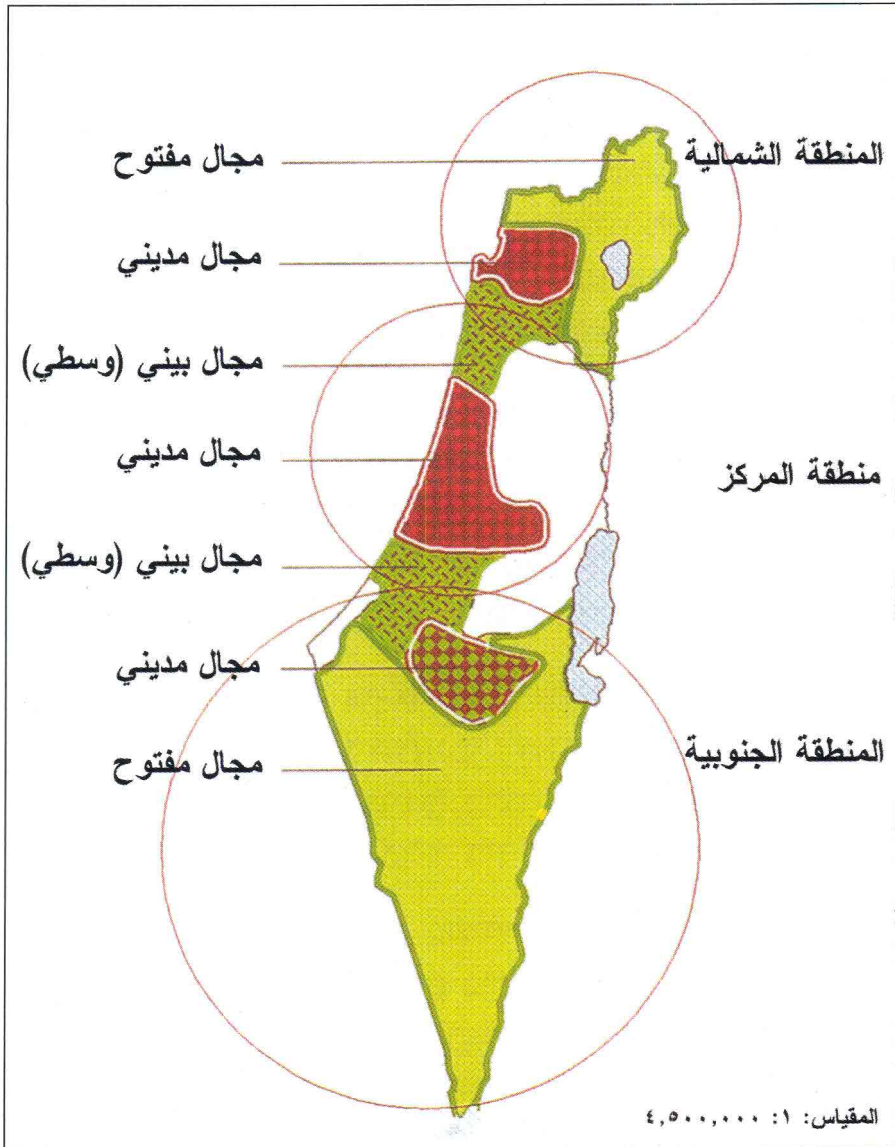 المنطقة الشمالية
مجال مفتوح
مجال مديني
مجال بيني (وسطي)
منطقة المركز
مجال مديني
مجال بيني (وسطي)
مجال مديني
المنطقة الجنوبية
مجال مفتوح
المقياس: ١: ٤,٥٠٠,٠٠٠